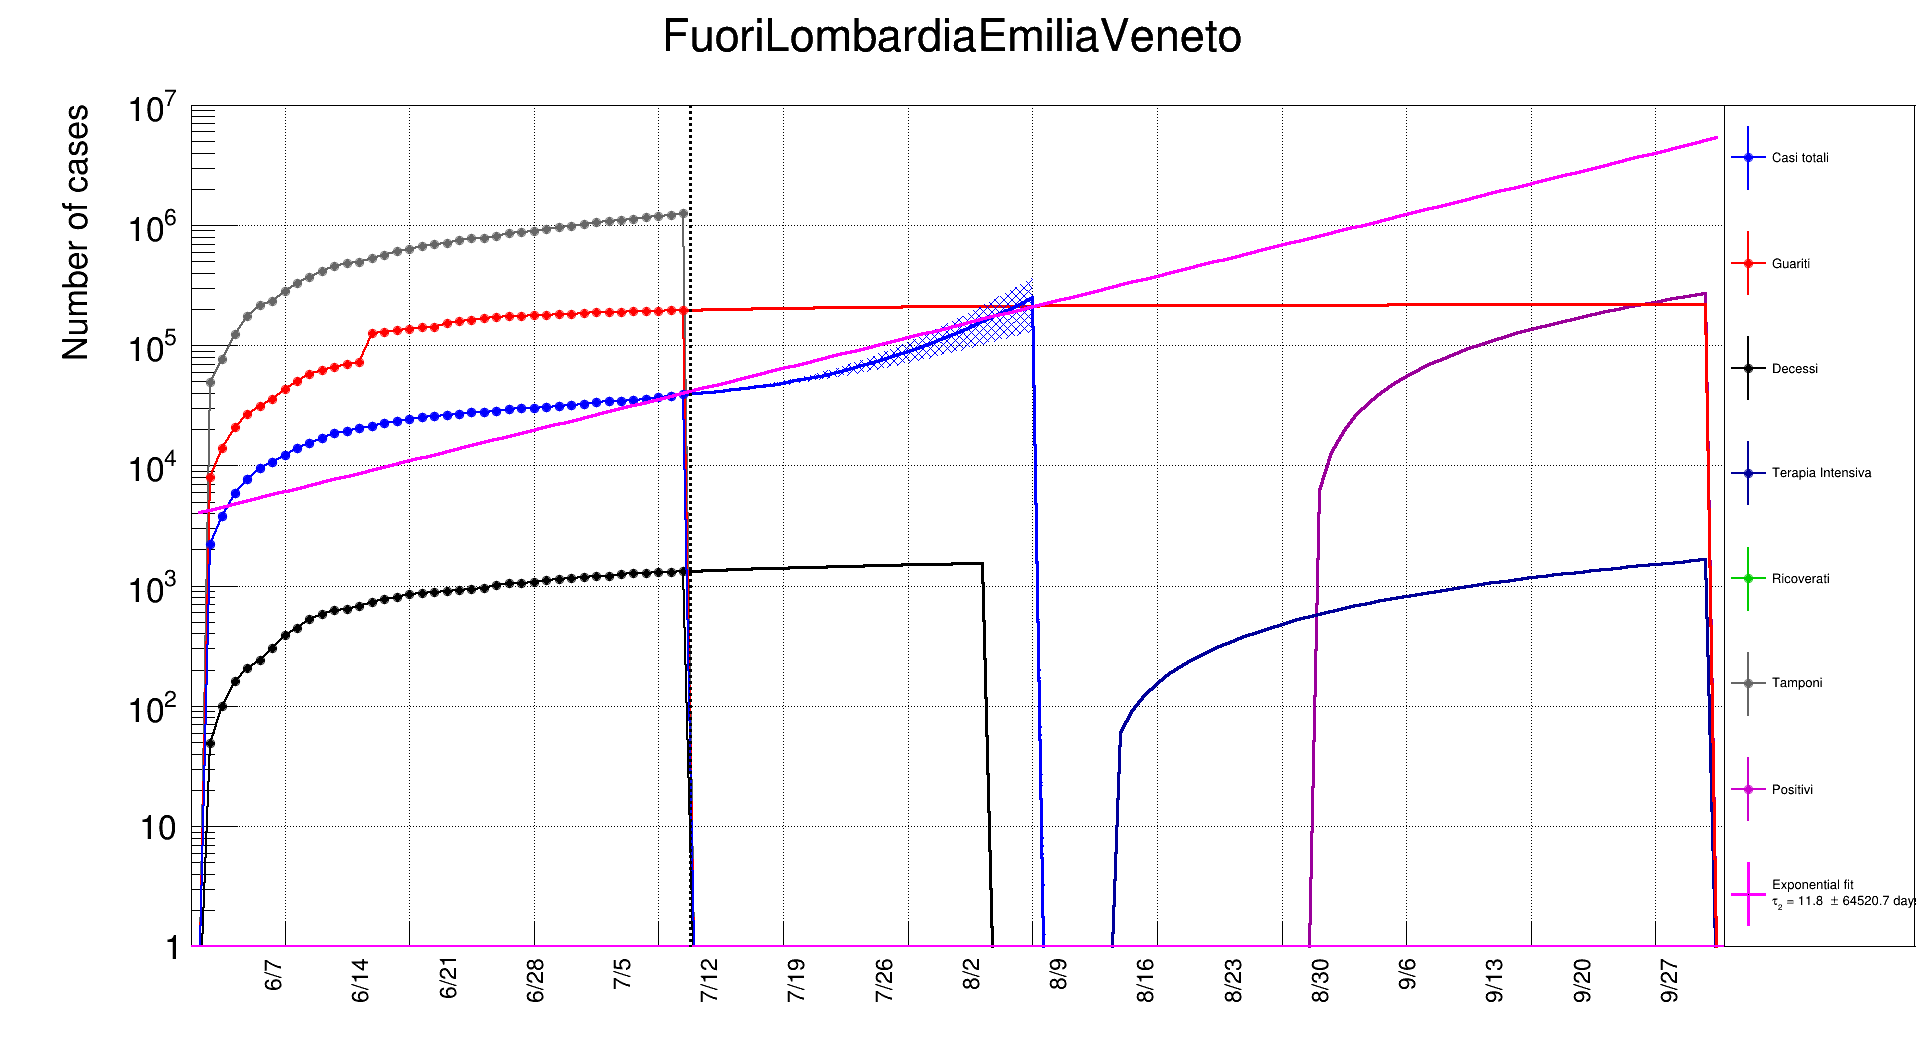 FuoriLombardiaEmiliaVeneto
Number of cases
10^7
10^6
10^5
10^4
10^3
10^2
10
1
6/7
6/14
6/21
6/28
7/5
7/12
7/19
7/26
8/2
8/9
8/16
8/23
8/30
9/6
9/13
9/20
9/27
Casi totali
Guariti
Decessi
Terapia Intensiva
Ricoverati
Tamponi
Positivi
Exponential fit
τ_2 = 11.8 ± 64520.7 days